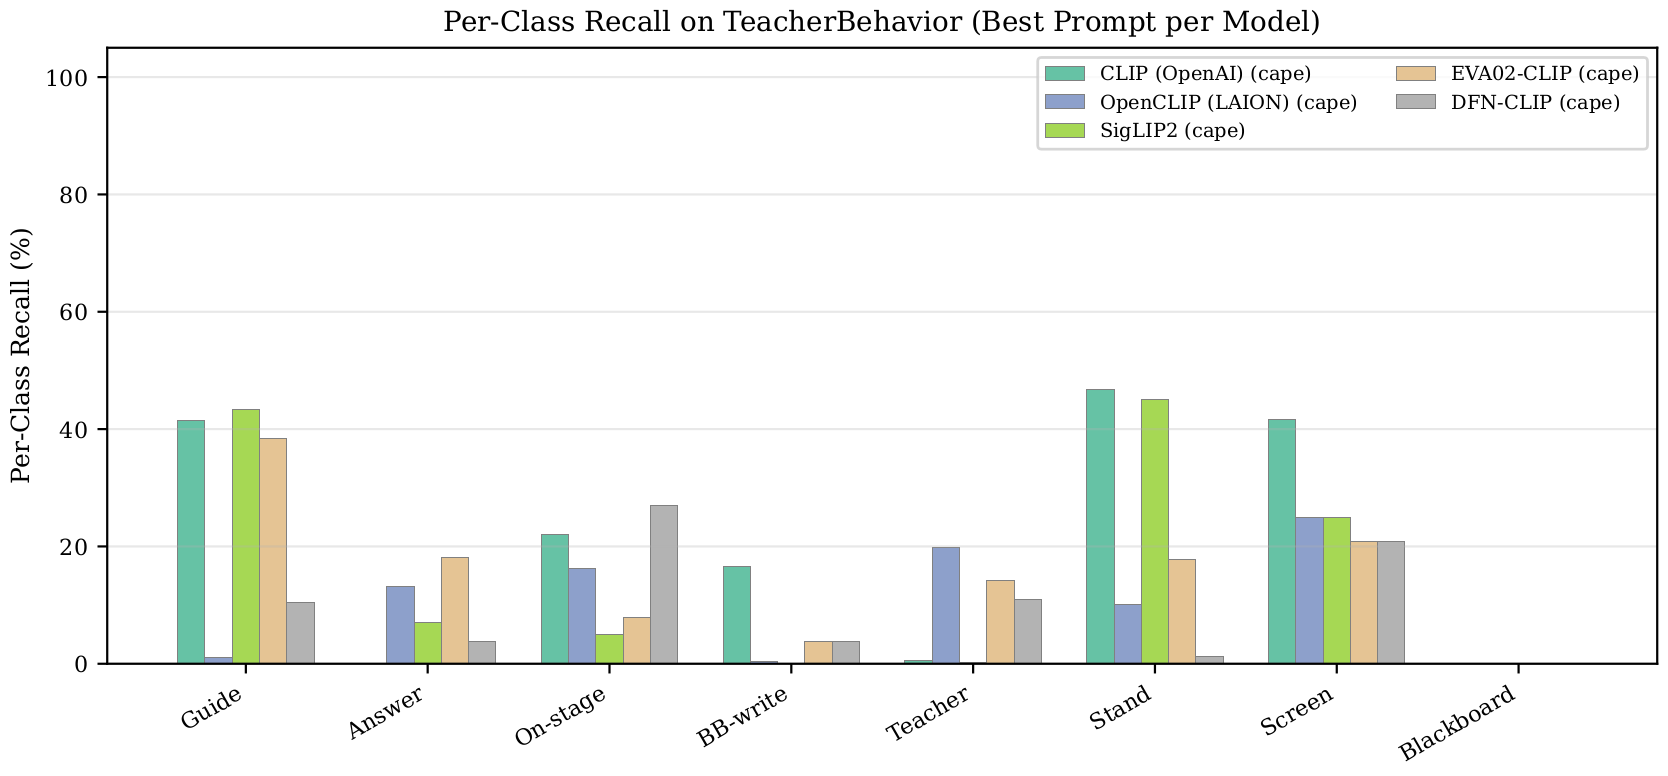 Per-Class Recall on TeacherBehavior (Best Prompt per Model)
CLIP (OpenAI) (cape)
OpenCLIP (LAION) (cape)
SigLIP2 (cape)
EVA02-CLIP (cape)
DFN-CLIP (cape)
Per-Class Recall (%)
100
80
60
40
20
0
Guide
Answer
On-stage
BB-write
Teacher
Stand
Screen
Blackboard